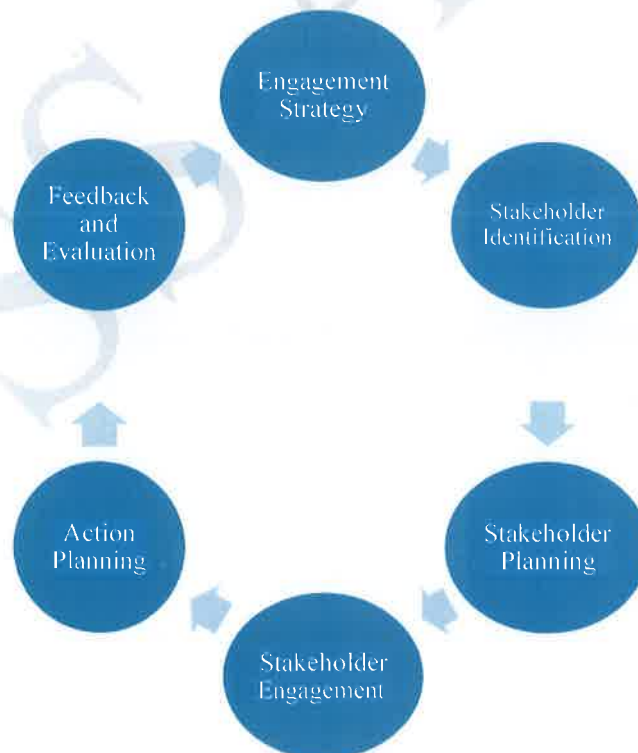 Engagement
Strategy
Stakeholder
Identification
Stakeholder
Planning
Stakeholder
Engagement
Action
Planning
Feedback
and
Evaluation